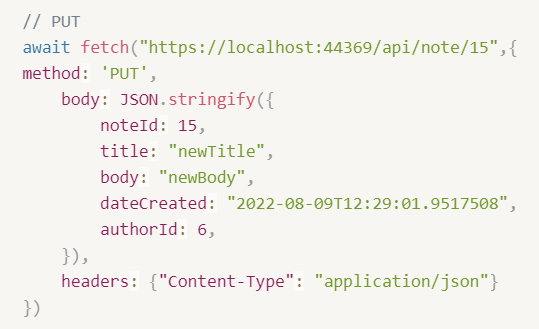 // PUT
await fetch("https://localhost:44369/api/note/15",{
method: 'PUT',
    body: JSON.stringify({
        noteId: 15,
        title: "newTitle",
        body: "newBody",
        dateCreated: "2022-08-09T12:29:01.9517508",
        authorId: 6,
    }),
    headers: {"Content-Type": "application/json"}
})